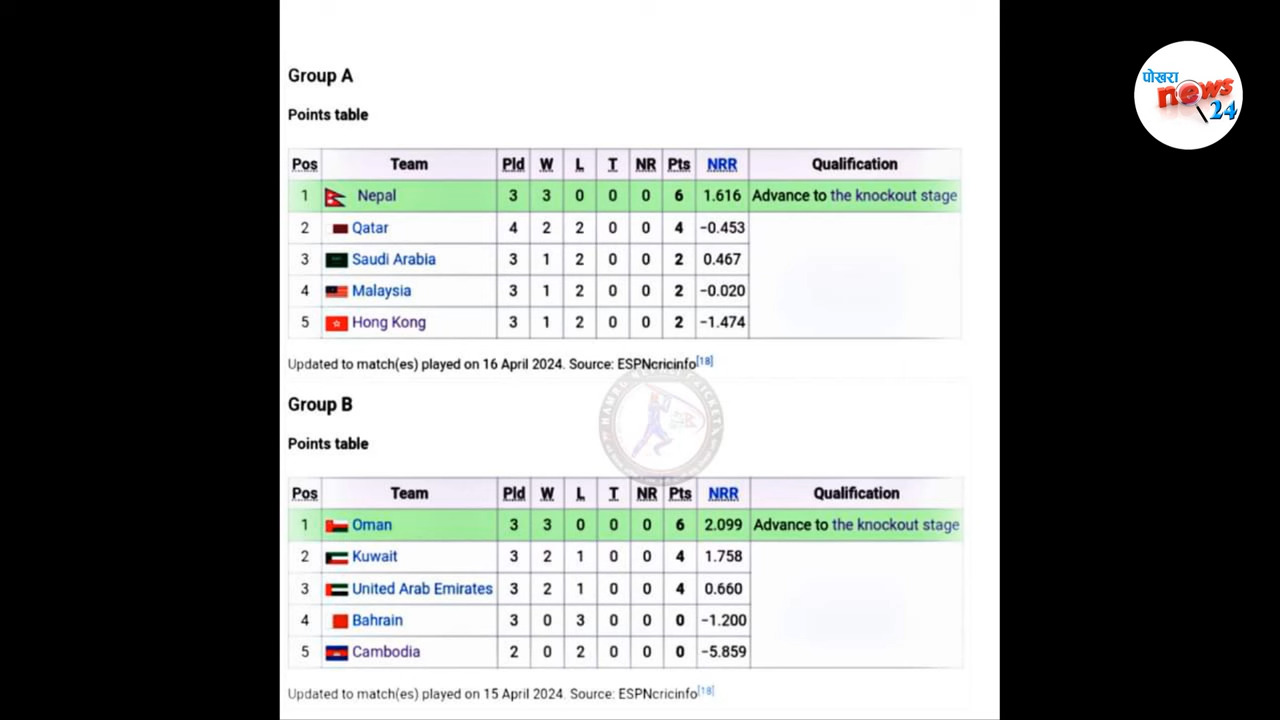 पोखरा
news
24
Group A
Points table
Pos Team Pld W L T NR Pts NRR Qualification
1 Nepal 3 3 0 0 0 6 1.616 Advance to the knockout stage
2 Qatar 4 2 2 0 0 4 −0.453
3 Saudi Arabia 3 1 2 0 0 2 0.467
4 Malaysia 3 1 2 0 0 2 −0.020
5 Hong Kong 3 1 2 0 0 2 −1.474
Updated to match(es) played on 16 April 2024. Source: ESPNcricinfo[18]
Group B
Points table
Pos Team Pld W L T NR Pts NRR Qualification
1 Oman 3 3 0 0 0 6 2.099 Advance to the knockout stage
2 Kuwait 3 2 1 0 0 4 1.758
3 United Arab Emirates 3 2 1 0 0 4 0.660
4 Bahrain 3 0 3 0 0 0 −1.200
5 Cambodia 2 0 2 0 0 0 −5.859
Updated to match(es) played on 15 April 2024. Source: ESPNcricinfo[18]